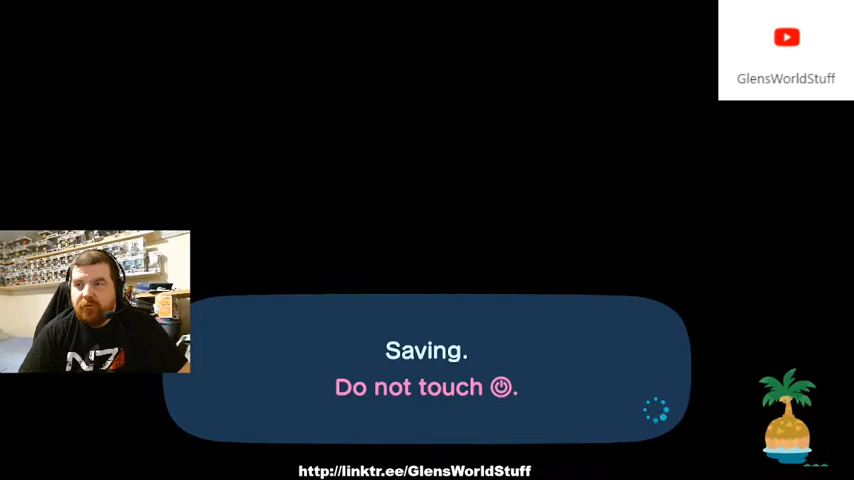 GlensWorldStuff
N7
Saving.
Do not touch ⏻.
http://linktr.ee/GlensWorldStuff